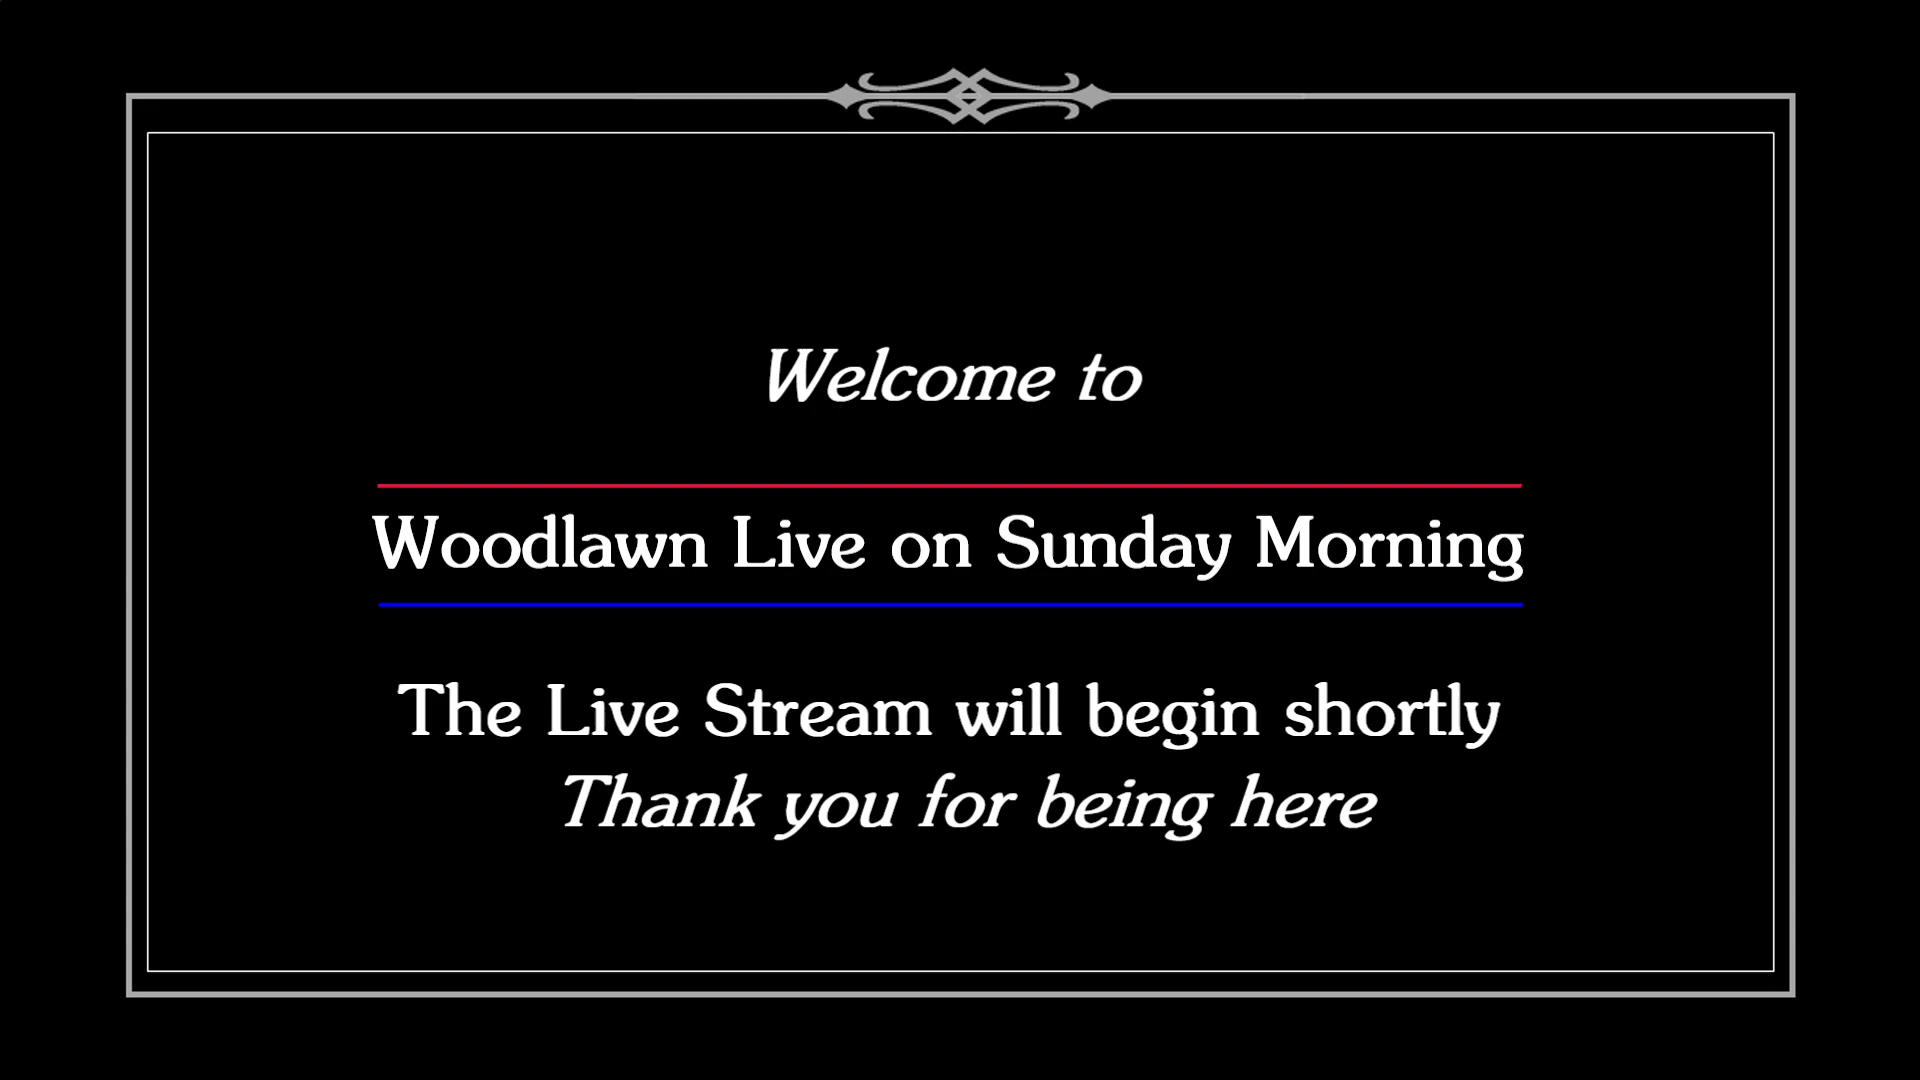 Welcome to
Woodlawn Live on Sunday Morning
The Live Stream will begin shortly
Thank you for being here